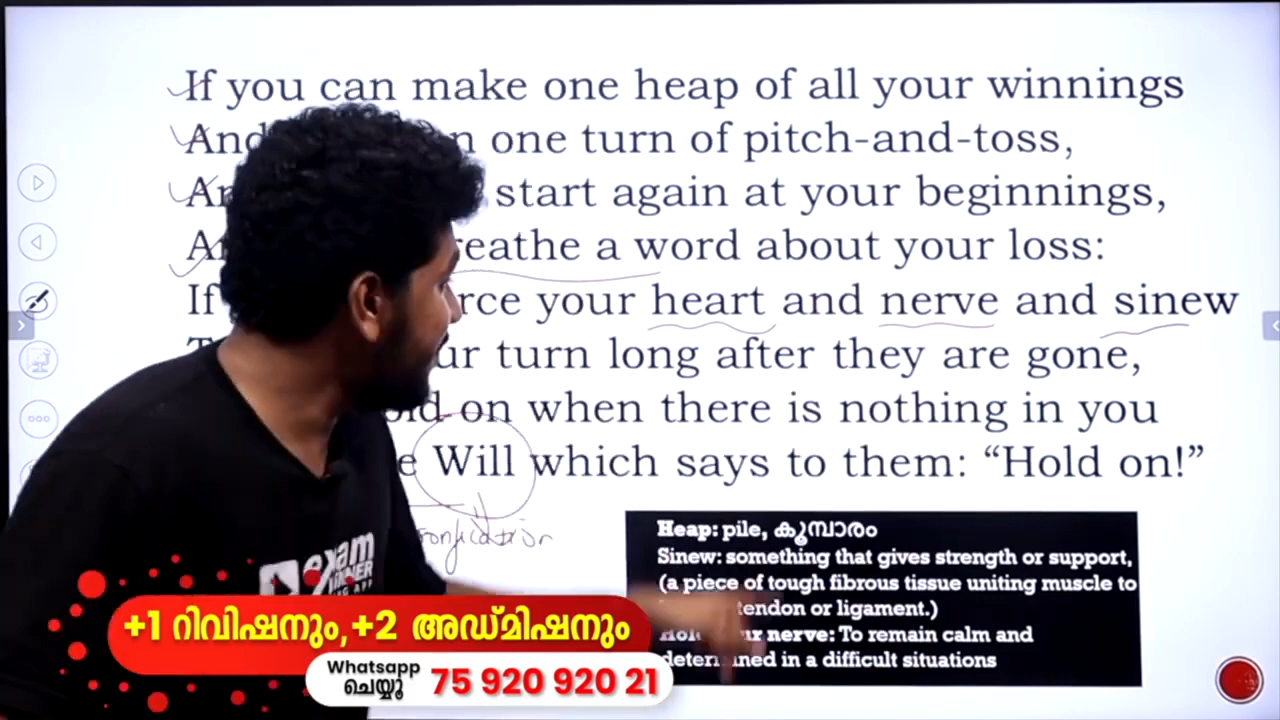 If you can make one heap of all your winnings
And n one turn of pitch-and-toss,
start again at your beginnings,
reathe a word about your loss:
If rce your heart and nerve and sinew
ur turn long after they are gone,
old on when there is nothing in you
e Will which says to them: “Hold on!”
Heap: pile, കൂമ്പാരം
Sinew: something that gives strength or support,
(a piece of tough fibrous tissue uniting muscle to
tendon or ligament.)
ur nerve: To remain calm and
in a difficult situations
exam
WINNER
+1 റിവിഷനും,+2 അഡ്മിഷനും
Whatsapp
ചെയ്യൂ
75 920 920 21